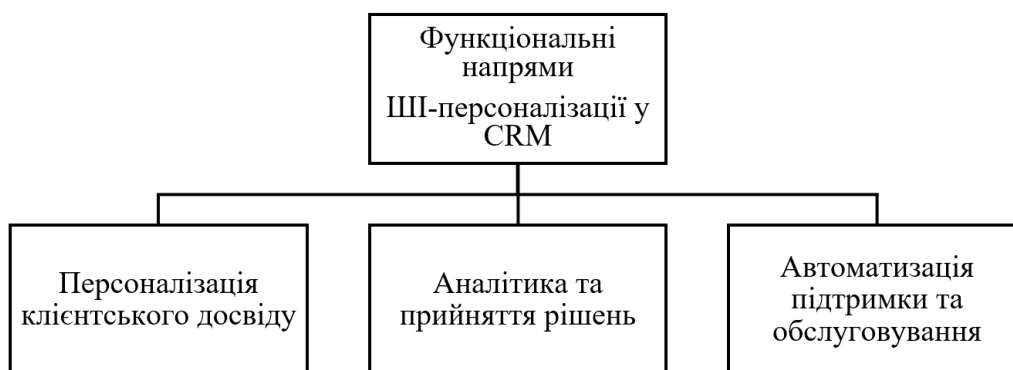 Функціональні
напрями
ШІ-персоналізації у
CRM
Персоналізація
клієнтського досвіду
Аналітика та
прийняття рішень
Автоматизація
підтримки та
обслуговування